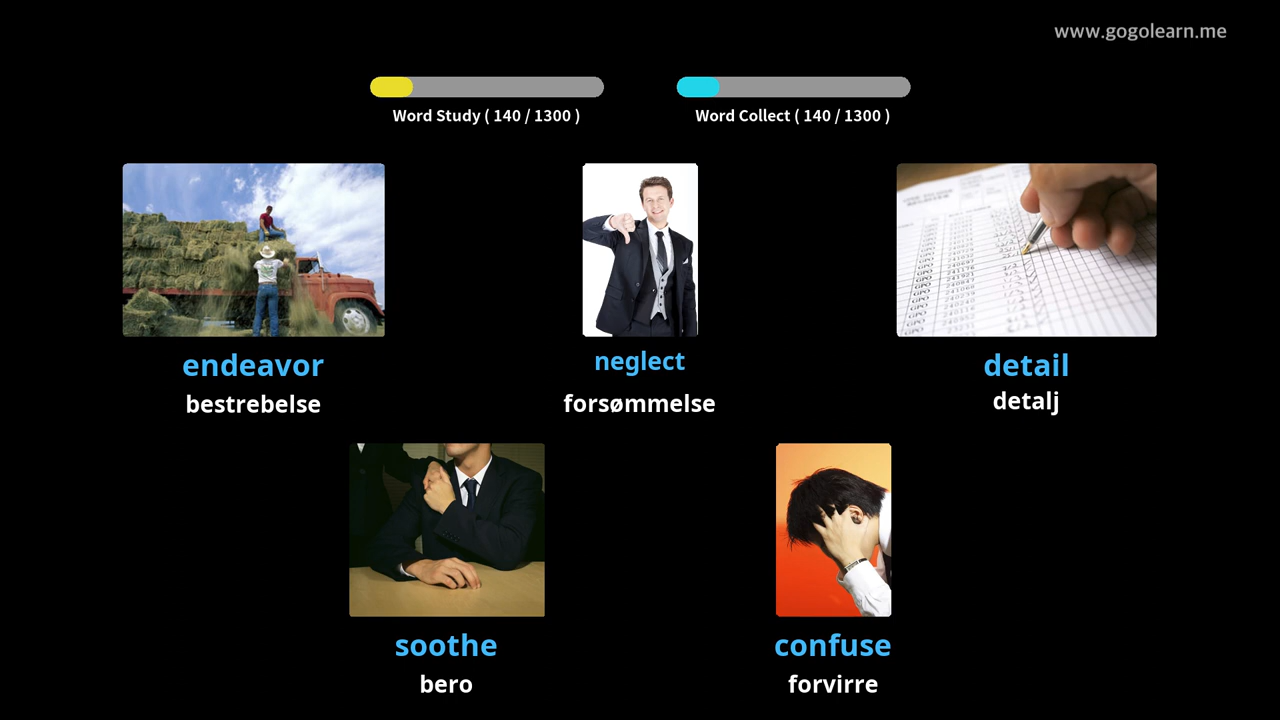 www.gogolearn.me
Word Study ( 140 / 1300 )
Word Collect ( 140 / 1300 )
endeavor
bestrebelse
neglect
forsømmelse
detail
detalj
soothe
bero
confuse
forvirre